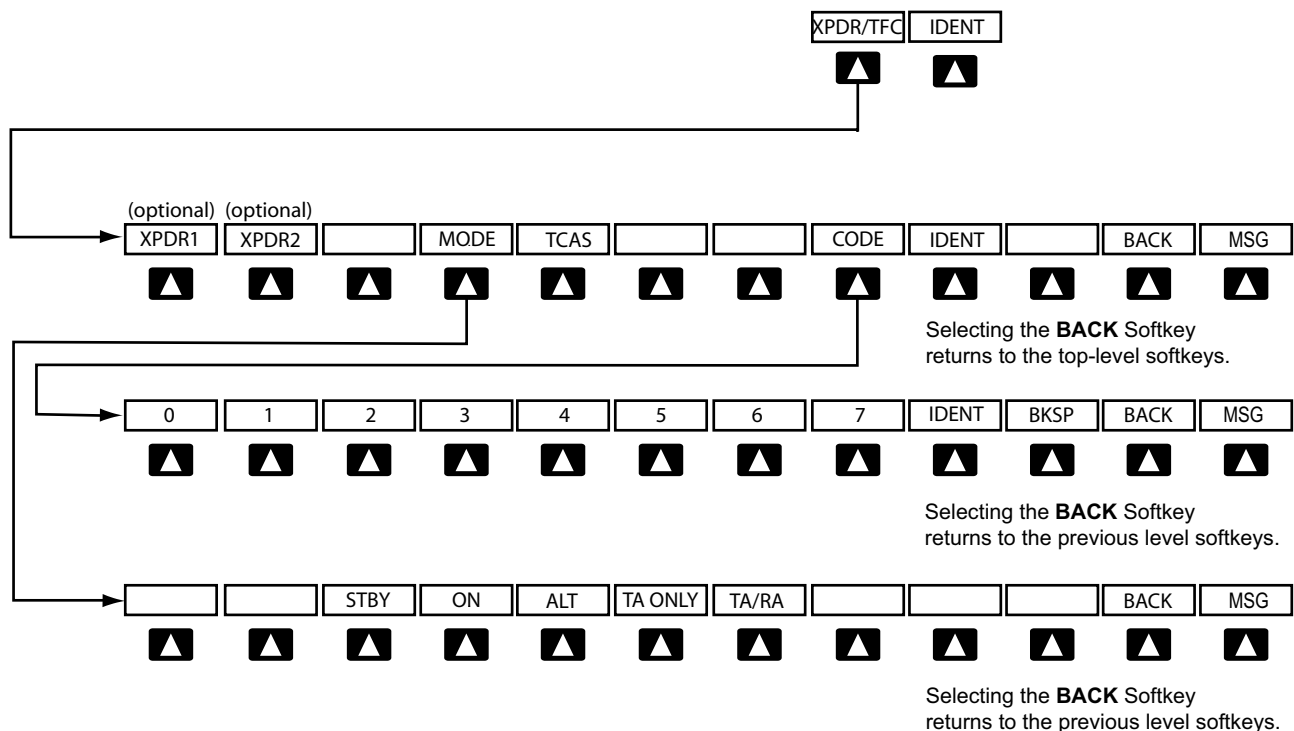 XPDR/TFC IDENT
(optional) (optional)
XPDR1 XPDR2 MODE TCAS CODE IDENT BACK MSG
Selecting the BACK Softkey
returns to the top-level softkeys.
0 1 2 3 4 5 6 7 IDENT BKSP BACK MSG
Selecting the BACK Softkey
returns to the previous level softkeys.
STBY ON ALT TA ONLY TA/RA BACK MSG
Selecting the BACK Softkey
returns to the previous level softkeys.